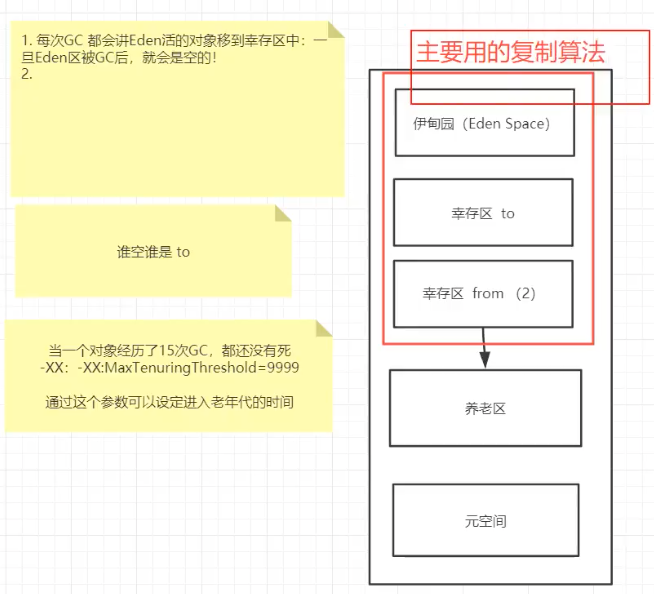 1. 每次GC 都会讲Eden活的对象移到幸存区中：一
旦Eden区被GC后，就会是空的！
2.
谁空谁是 to
当一个对象经历了15次GC，都还没有死
-XX：-XX:MaxTenuringThreshold=9999
通过这个参数可以设定进入老年代的时间
主要用的复制算法
伊甸园（Eden Space）
幸存区 to
幸存区 from （2）
养老区
元空间